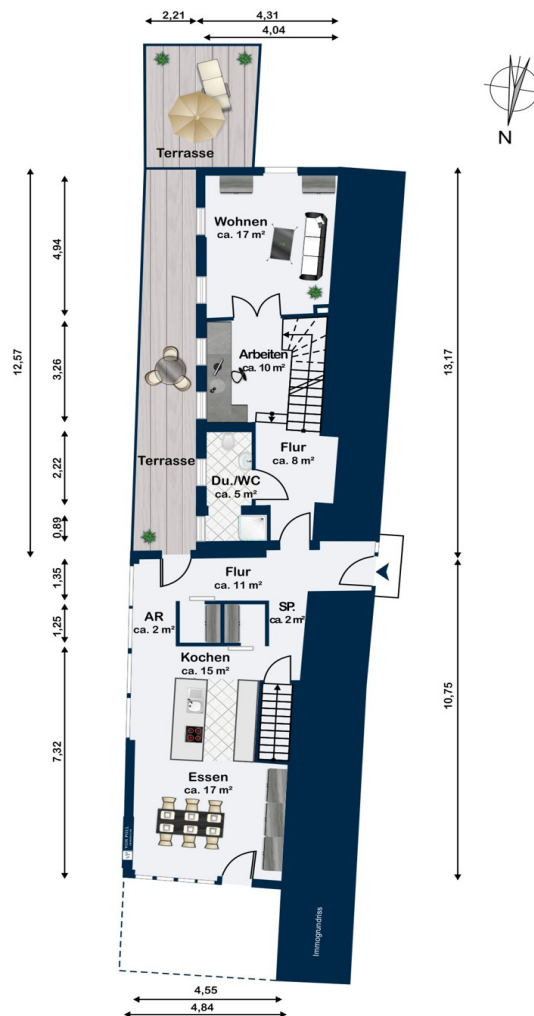 2,21
4,31
4,04
N
Terrasse
Wohnen
ca. 17 m²
4,94
12,57
13,17
3,26
Arbeiten
ca. 10 m²
Flur
ca. 8 m²
2,22
Terrasse
Du./WC
ca. 5 m²
0,89
1,35
Flur
ca. 11 m²
1,25
AR
ca. 2 m²
SP.
ca. 2 m²
Kochen
ca. 15 m²
10,75
7,32
Essen
ca. 17 m²
Immogrundriss
4,55
4,84